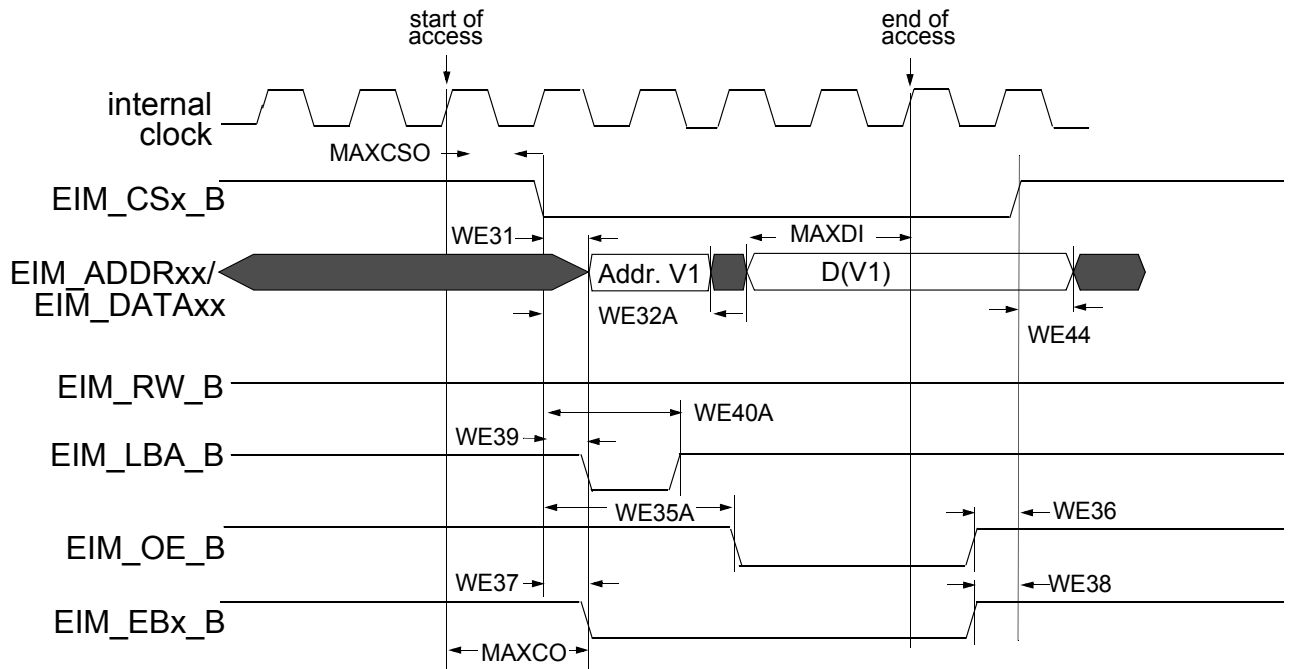 start of
access
end of
access
internal
clock
MAXCSO
EIM_CSx_B
WE31
MAXDI
EIM_ADDRxx/
EIM_DATAxx
Addr. V1
D(V1)
WE32A
WE44
EIM_RW_B
WE40A
WE39
EIM_LBA_B
WE35A
WE36
EIM_OE_B
WE37
WE38
EIM_EBx_B
MAXCO